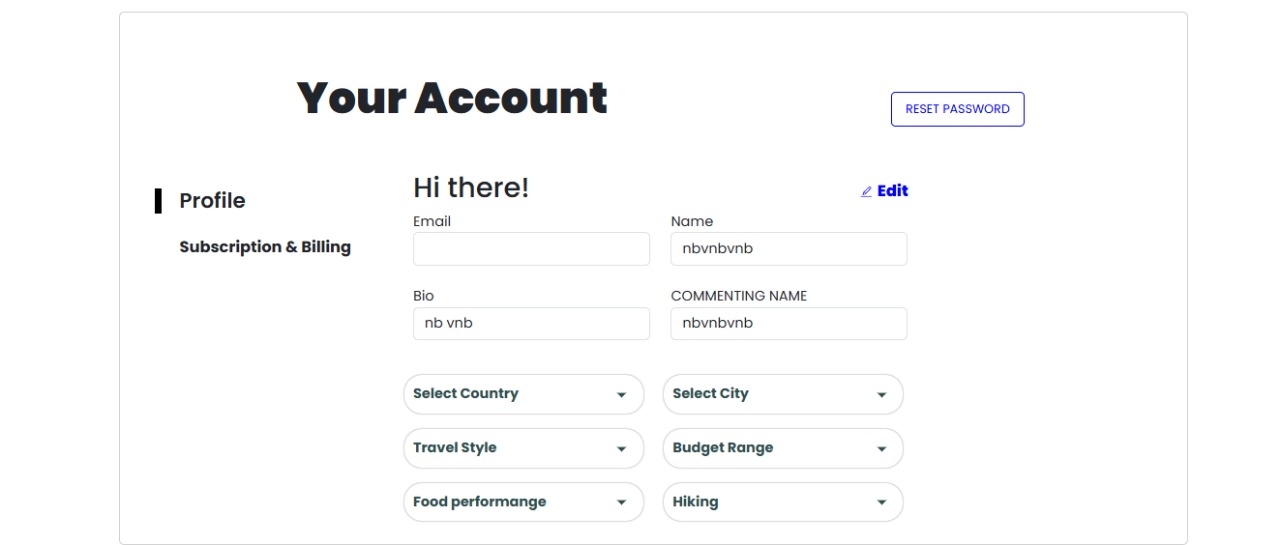 Your Account
RESET PASSWORD
Profile
Subscription & Billing
Hi there!
Edit
Email
Name
nbvnbvnb
Bio
COMMENTING NAME
nb vnb
nbvnbvnb
Select Country
Select City
Travel Style
Budget Range
Food performange
Hiking